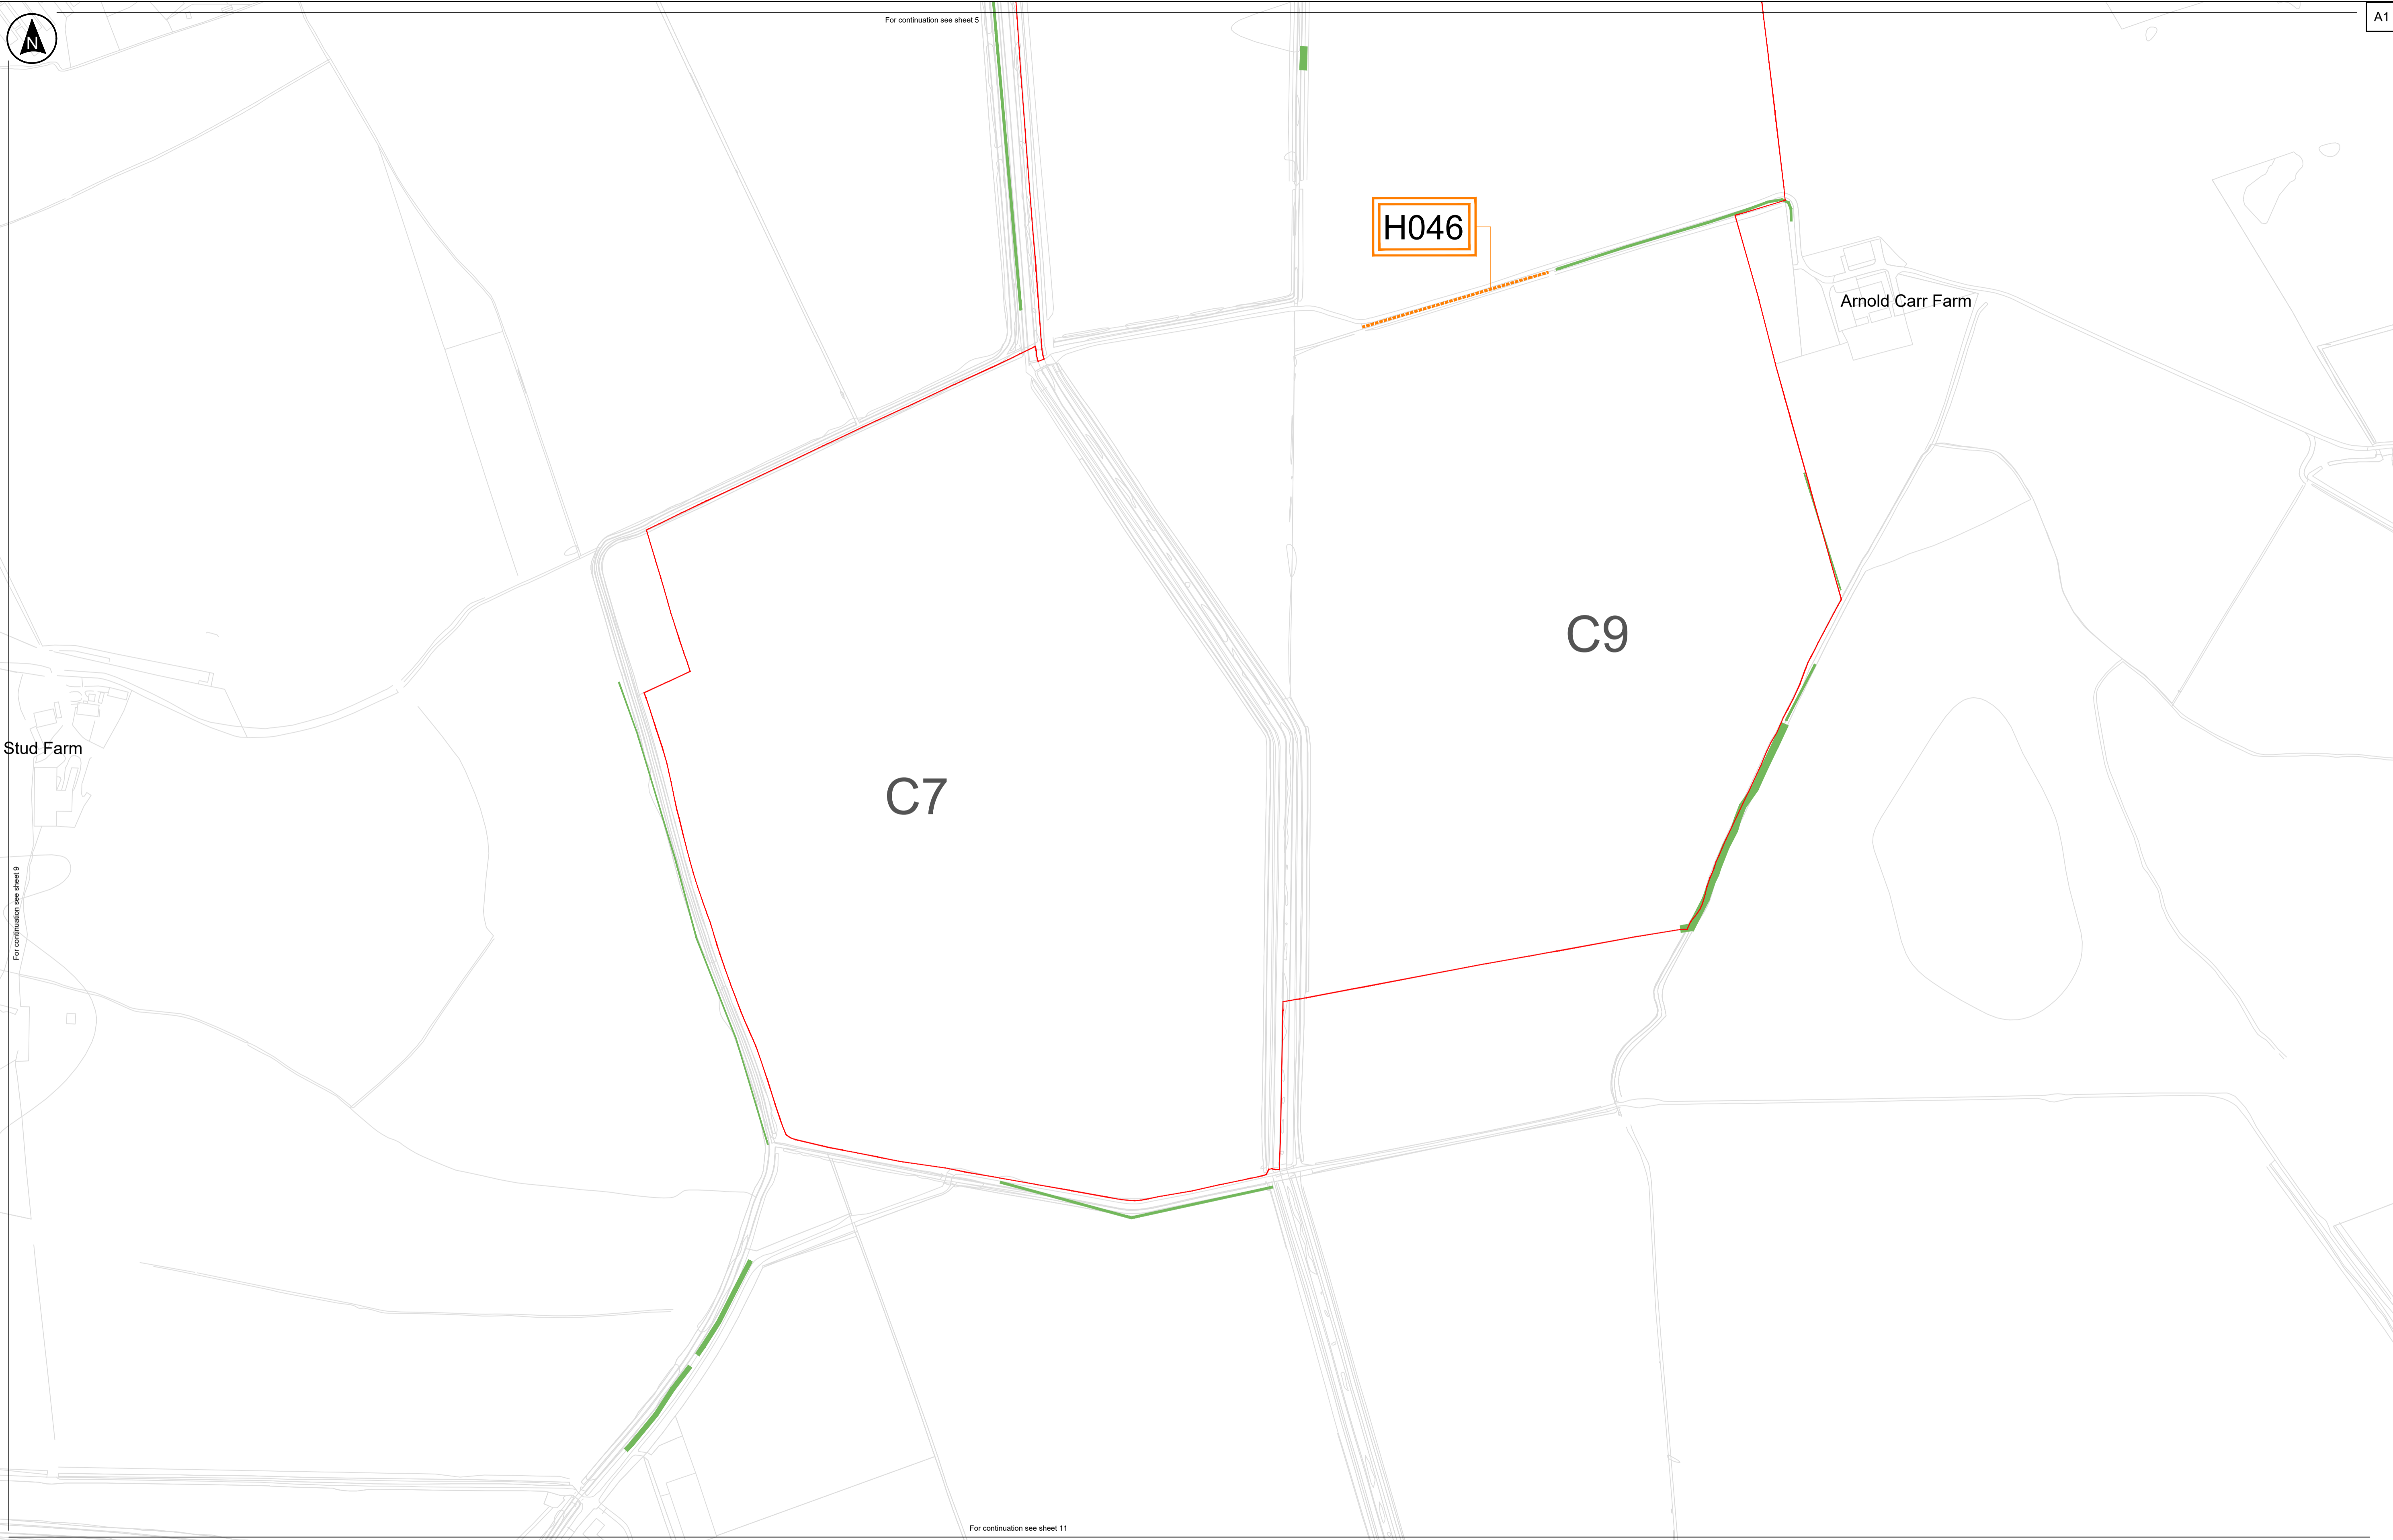 For continuation see sheet 5
A1
N
H046
Arnold Carr Farm
C9
Stud Farm
C7
For continuation see sheet 9
For continuation see sheet 11